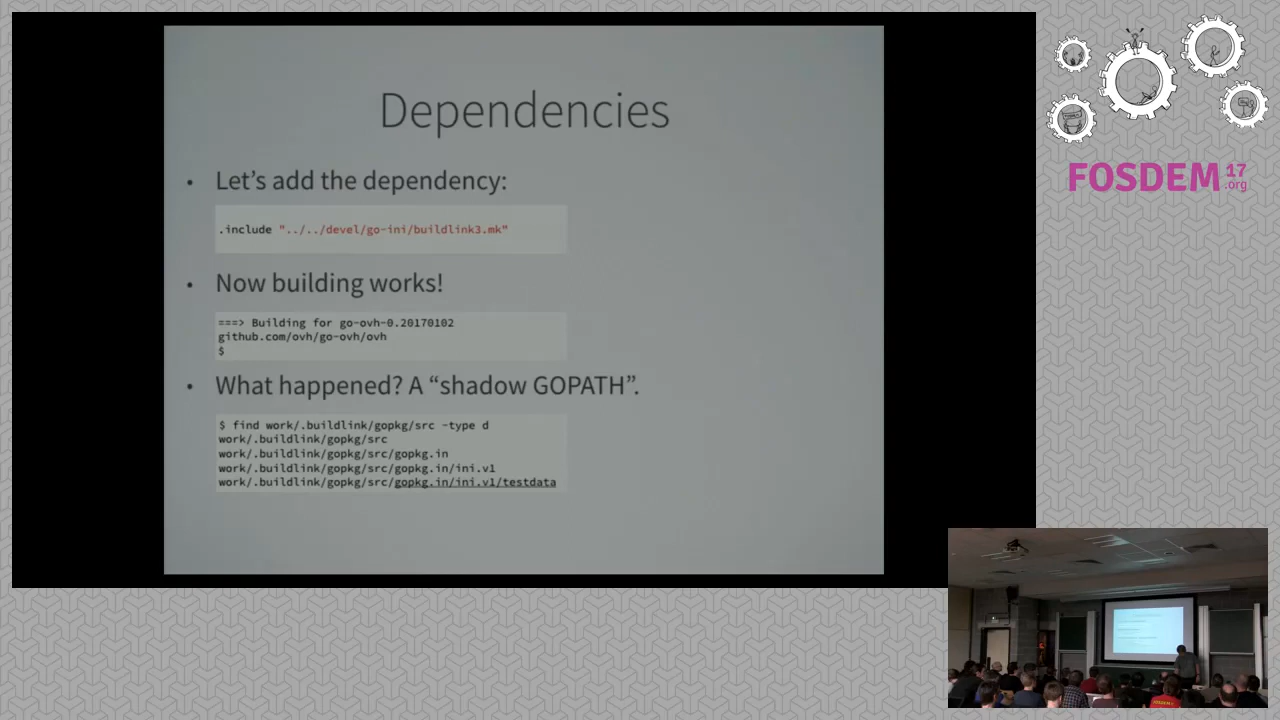 Dependencies
• Let's add the dependency:
.include "../../devel/go-ini/buildlink3.mk"
• Now building works!
===> Building for go-ovh-0.20170102
github.com/ovh/go-ovh/ovh
$
• What happened? A “shadow GOPATH”.
$ find work/.buildlink/gopkg/src -type d
work/.buildlink/gopkg/src
work/.buildlink/gopkg/src/gopkg.in
work/.buildlink/gopkg/src/gopkg.in/ini.v1
work/.buildlink/gopkg/src/gopkg.in/ini.v1/testdata
FOSDEM 17
.org